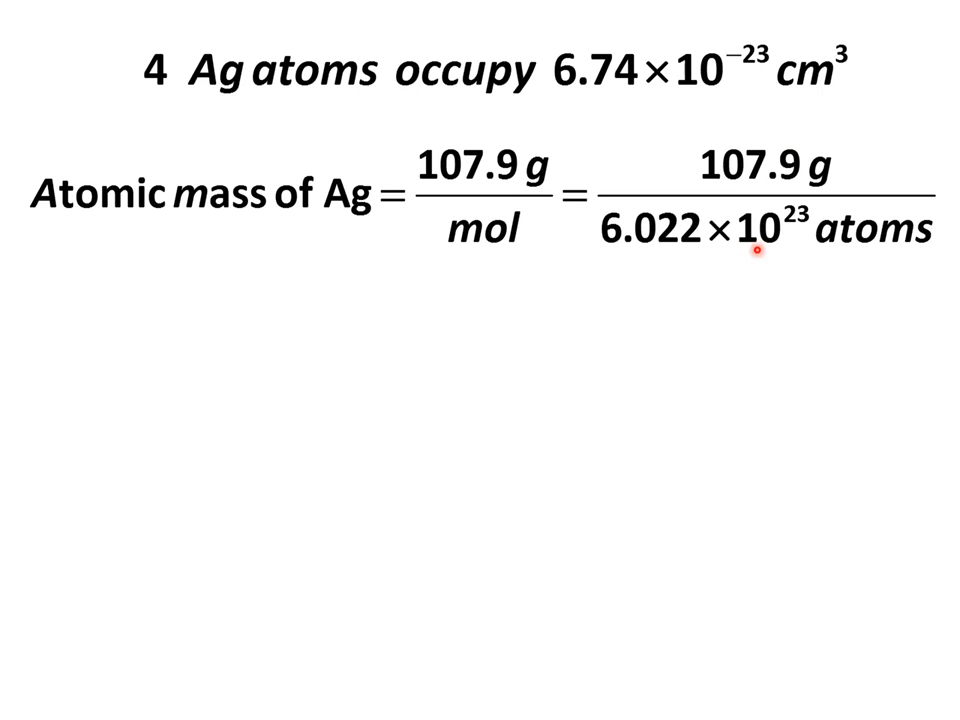 4 Ag atoms occupy 6.74×10⁻²³ cm³
Atomic mass of Ag = 107.9 g / mol = 107.9 g / 6.022×10²³ atoms